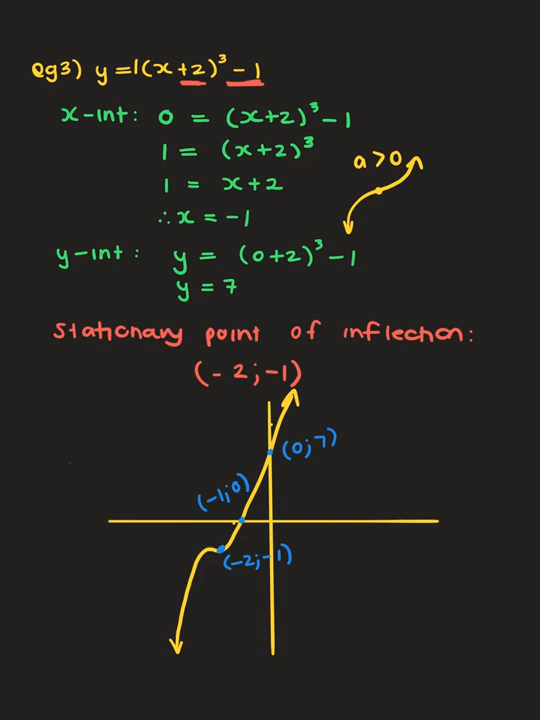 eg3) y = 1(x+2)³ - 1
x-int: 0 = (x+2)³ - 1
1 = (x+2)³
a > 0
1 = x+2
∴ x = -1
y-int: y = (0+2)³ - 1
y = 7
Stationary point of inflection:
(-2;-1)
(0;7)
(-1;0)
(-2;-1)